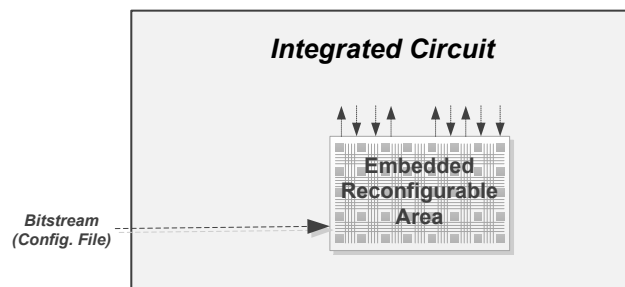 Integrated Circuit
Embedded
Reconfigurable
Area
Bitstream
(Config. File)